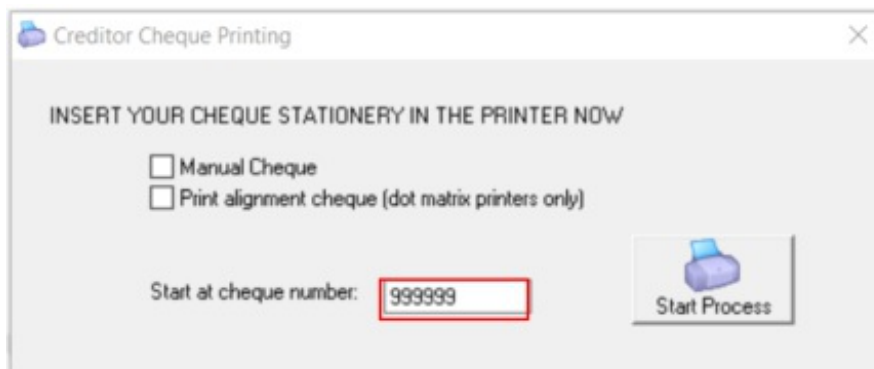 Creditor Cheque Printing
INSERT YOUR CHEQUE STATIONERY IN THE PRINTER NOW
Manual Cheque
Print alignment cheque (dot matrix printers only)
Start at cheque number: 999999
Start Process